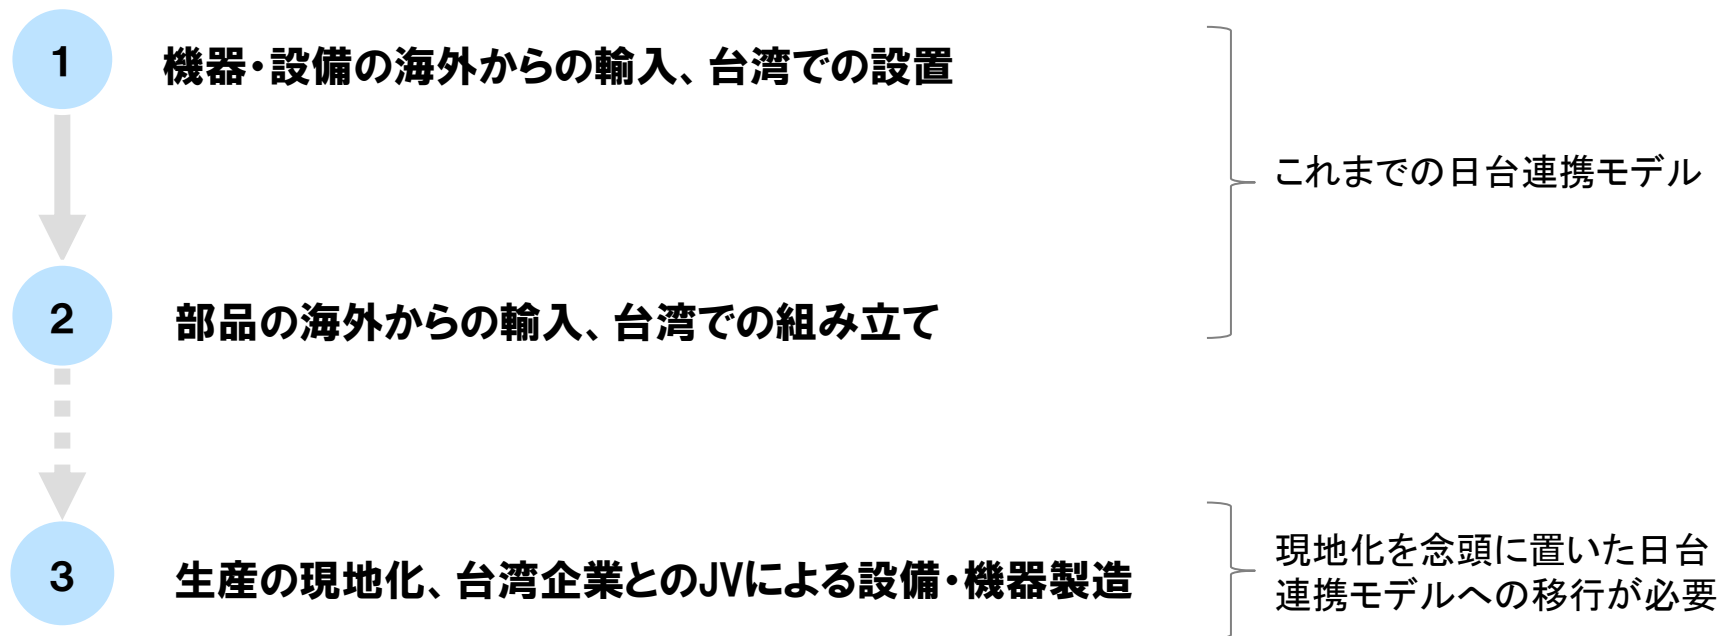 1
機器・設備の海外からの輸入、台湾での設置
これまでの日台連携モデル
2
部品の海外からの輸入、台湾での組み立て
3
生産の現地化、台湾企業とのJVによる設備・機器製造
現地化を念頭に置いた日台
連携モデルへの移行が必要